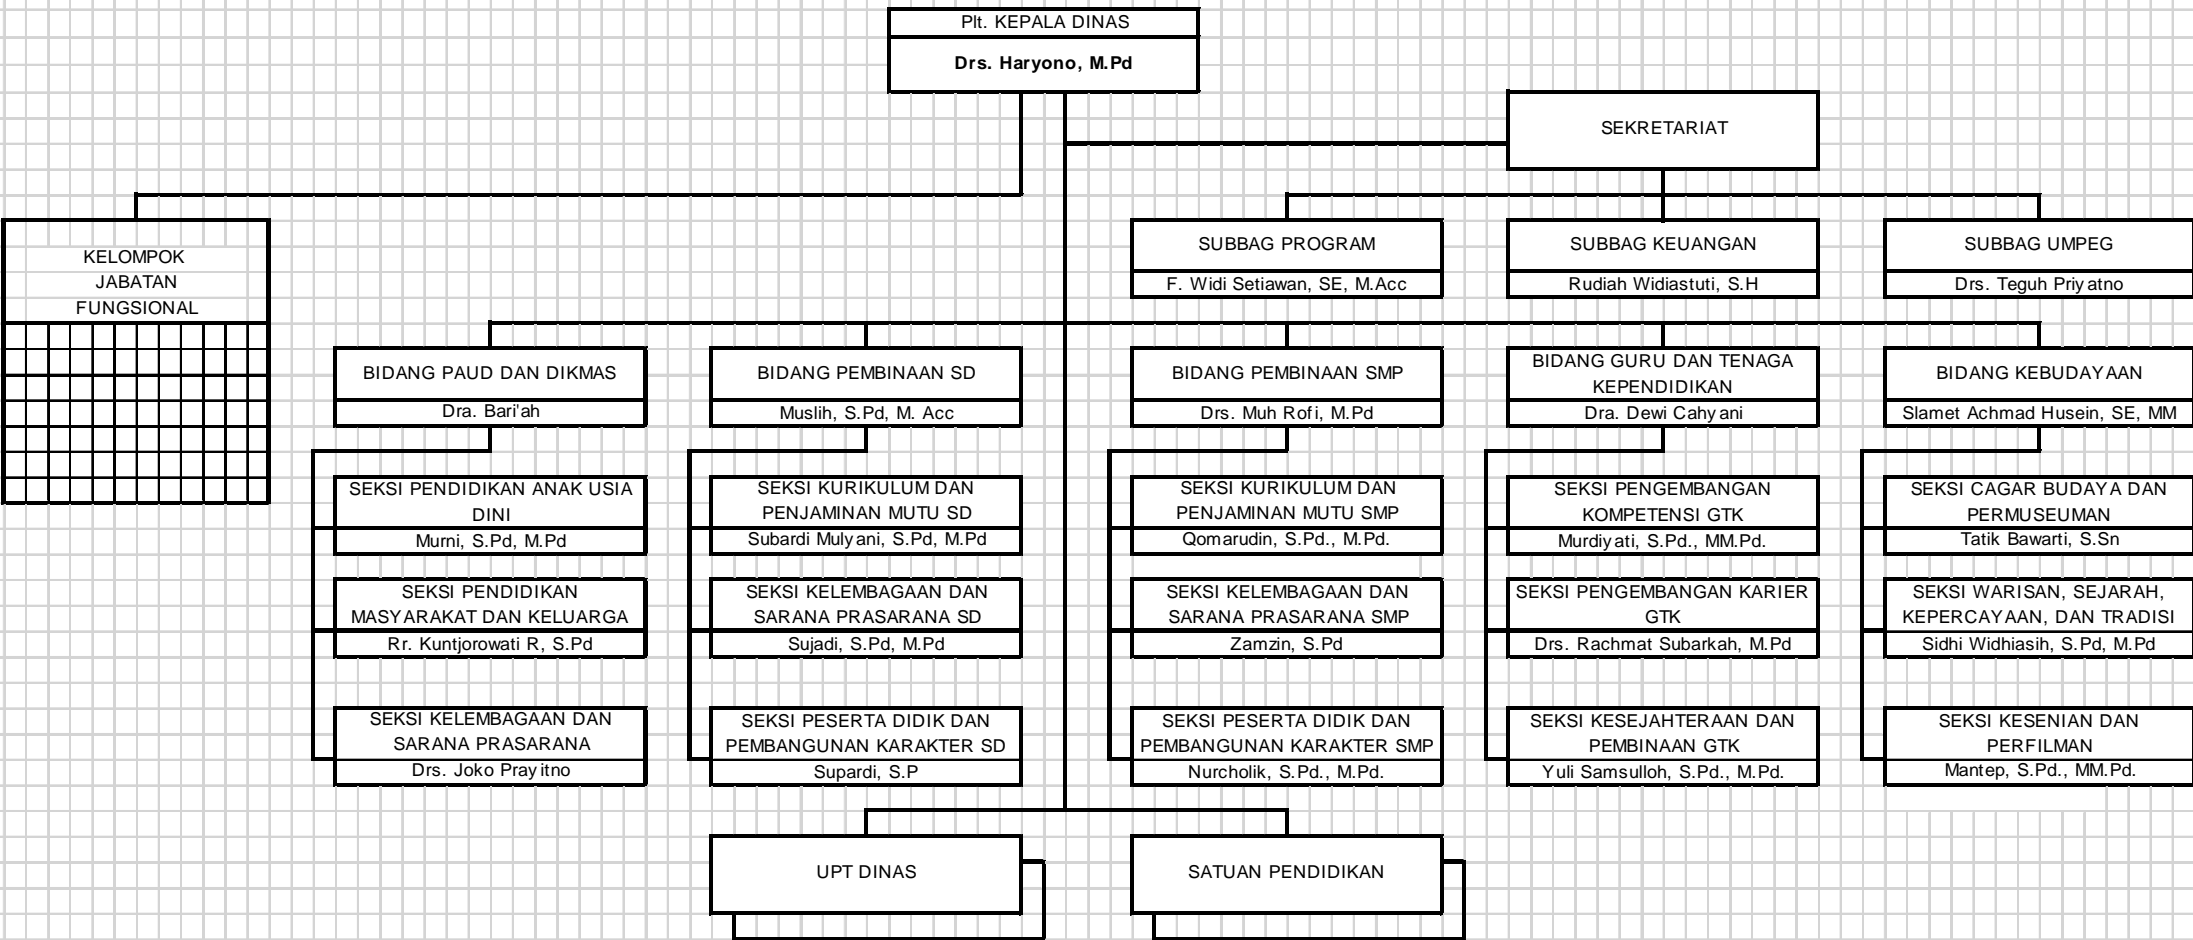 Plt. KEPALA DINAS
Drs. Haryono, M.Pd
SEKRETARIAT
KELOMPOK
JABATAN
FUNGSIONAL
SUBBAG PROGRAM
F. Widi Setiawan, SE, M.Acc
SUBBAG KEUANGAN
Rudiah Widiastuti, S.H
SUBBAG UMPEG
Drs. Teguh Priyatno
BIDANG PAUD DAN DIKMAS
Dra. Bari'ah
BIDANG PEMBINAAN SD
Muslih, S.Pd, M. Acc
BIDANG PEMBINAAN SMP
Drs. Muh Rofi, M.Pd
BIDANG GURU DAN TENAGA
KEPENDIDIKAN
Dra. Dewi Cahyani
BIDANG KEBUDAYAAN
Slamet Achmad Husein, SE, MM
SEKSI PENDIDIKAN ANAK USIA
DINI
Murni, S.Pd, M.Pd
SEKSI KURIKULUM DAN
PENJAMINAN MUTU SD
Subardi Mulyani, S.Pd, M.Pd
SEKSI KURIKULUM DAN
PENJAMINAN MUTU SMP
Qomarudin, S.Pd., M.Pd.
SEKSI PENGEMBANGAN
KOMPETENSI GTK
Murdiyati, S.Pd., MM.Pd.
SEKSI CAGAR BUDAYA DAN
PERMUSEUMAN
Tatik Bawarti, S.Sn
SEKSI PENDIDIKAN
MASYARAKAT DAN KELUARGA
Rr. Kuntjorowati R, S.Pd
SEKSI KELEMBAGAAN DAN
SARANA PRASARANA SD
Sujadi, S.Pd, M.Pd
SEKSI KELEMBAGAAN DAN
SARANA PRASARANA SMP
Zamzin, S.Pd
SEKSI PENGEMBANGAN KARIER
GTK
Drs. Rachmat Subarkah, M.Pd
SEKSI WARISAN, SEJARAH,
KEPERCAYAAN, DAN TRADISI
Sidhi Widhiasih, S.Pd, M.Pd
SEKSI KELEMBAGAAN DAN
SARANA PRASARANA
Drs. Joko Prayitno
SEKSI PESERTA DIDIK DAN
PEMBANGUNAN KARAKTER SD
Supardi, S.P
SEKSI PESERTA DIDIK DAN
PEMBANGUNAN KARAKTER SMP
Nurcholik, S.Pd., M.Pd.
SEKSI KESEJAHTERAAN DAN
PEMBINAAN GTK
Yuli Samsulloh, S.Pd., M.Pd.
SEKSI KESENIAN DAN
PERFILMAN
Mantep, S.Pd., MM.Pd.
UPT DINAS
SATUAN PENDIDIKAN